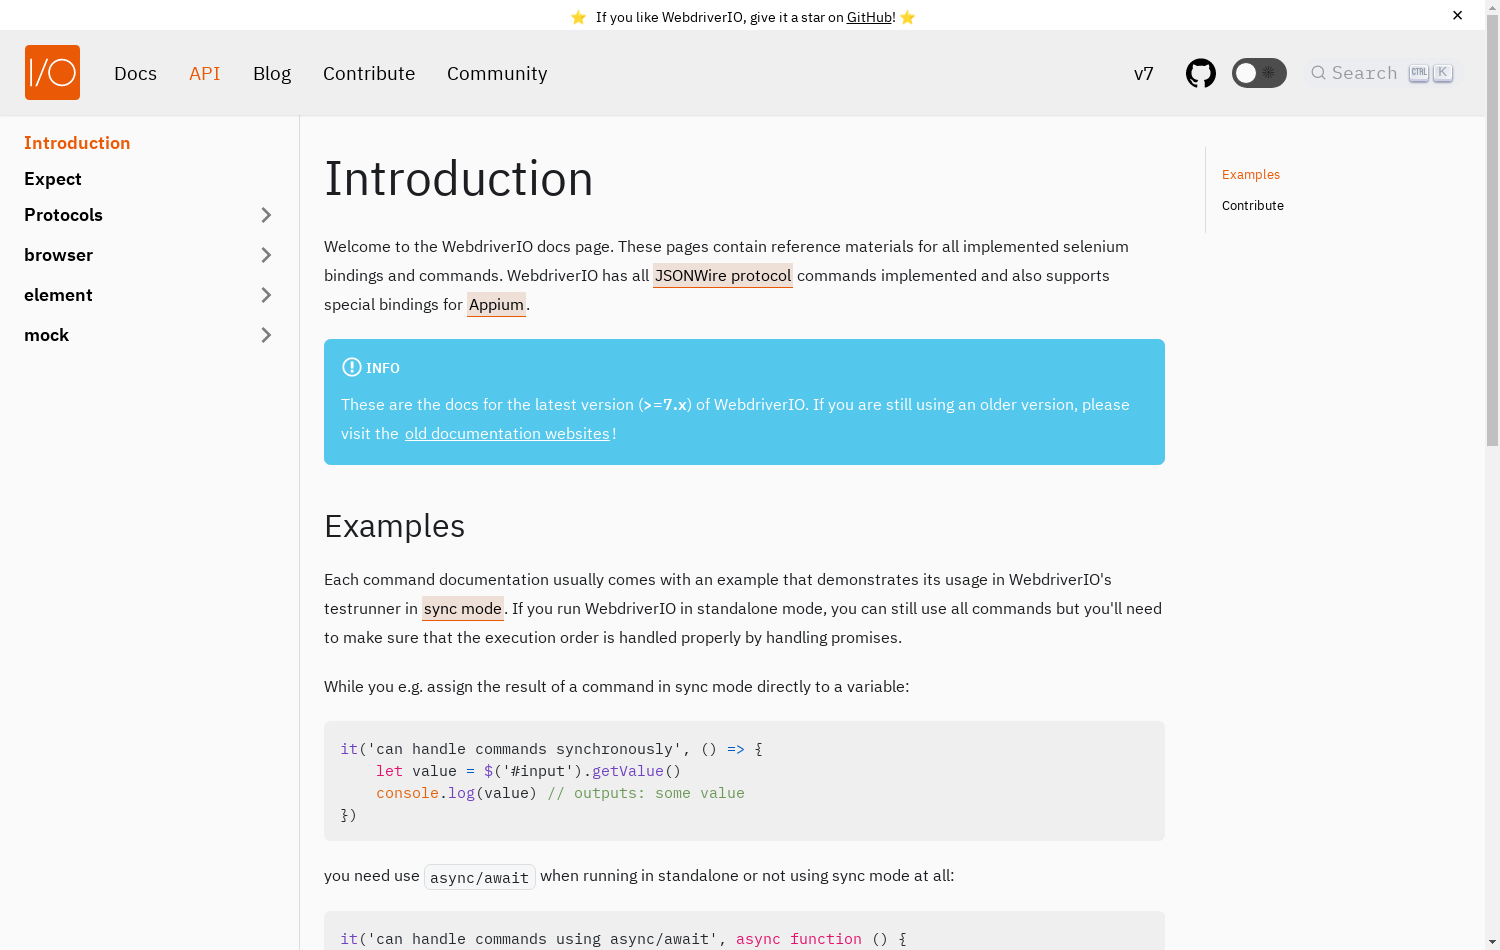 ⭐ If you like WebdriverIO, give it a star on GitHub! ⭐ ✕
I/O Docs API Blog Contribute Community v7 Search CTRL K
Introduction
Expect
Protocols
browser
element
mock
Introduction
Welcome to the WebdriverIO docs page. These pages contain reference materials for all implemented selenium
bindings and commands. WebdriverIO has all JSONWire protocol commands implemented and also supports
special bindings for Appium.
INFO
These are the docs for the latest version (>=7.x) of WebdriverIO. If you are still using an older version, please
visit the old documentation websites!
Examples
Each command documentation usually comes with an example that demonstrates its usage in WebdriverIO's
testrunner in sync mode. If you run WebdriverIO in standalone mode, you can still use all commands but you'll need
to make sure that the execution order is handled properly by handling promises.
While you e.g. assign the result of a command in sync mode directly to a variable:
it('can handle commands synchronously', () => {
    let value = $('#input').getValue()
    console.log(value) // outputs: some value
})
you need use async/await when running in standalone or not using sync mode at all:
it('can handle commands using async/await', async function () {
Examples
Contribute